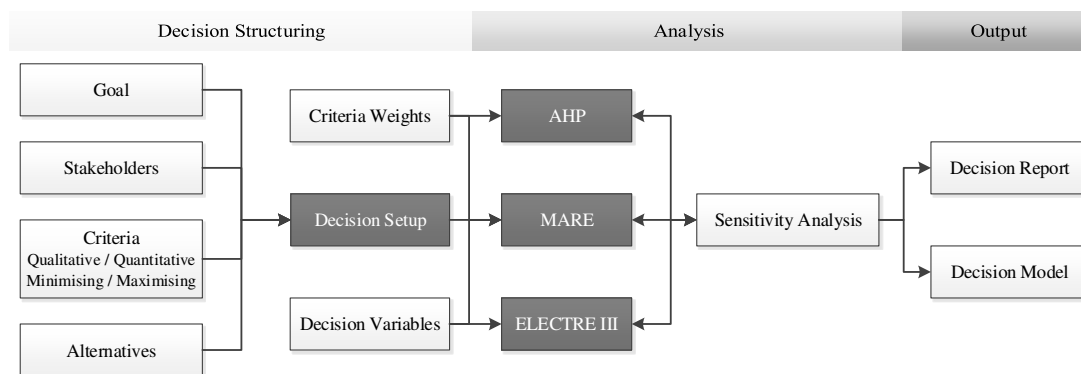 Decision Structuring
Analysis
Output
Goal
Stakeholders
Criteria
Qualitative / Quantitative
Minimising / Maximising
Alternatives
Criteria Weights
Decision Setup
Decision Variables
AHP
MARE
ELECTRE III
Sensitivity Analysis
Decision Report
Decision Model